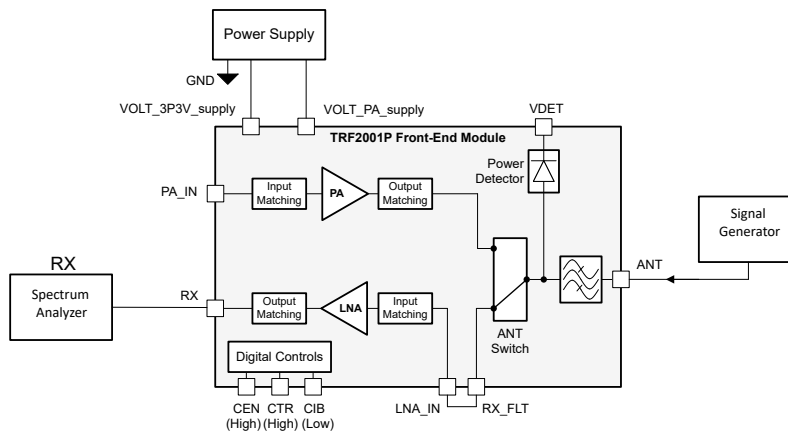 Power Supply
GND
VOLT_3P3V_supply
VOLT_PA_supply
VDET
TRF2001P Front-End Module
Power
Detector
PA_IN
Input
Matching
PA
Output
Matching
Signal
Generator
ANT
RX
Spectrum
Analyzer
RX
Output
Matching
LNA
Input
Matching
ANT
Switch
Digital Controls
CEN
(High)
CTR
(High)
CIB
(Low)
LNA_IN
RX_FLT